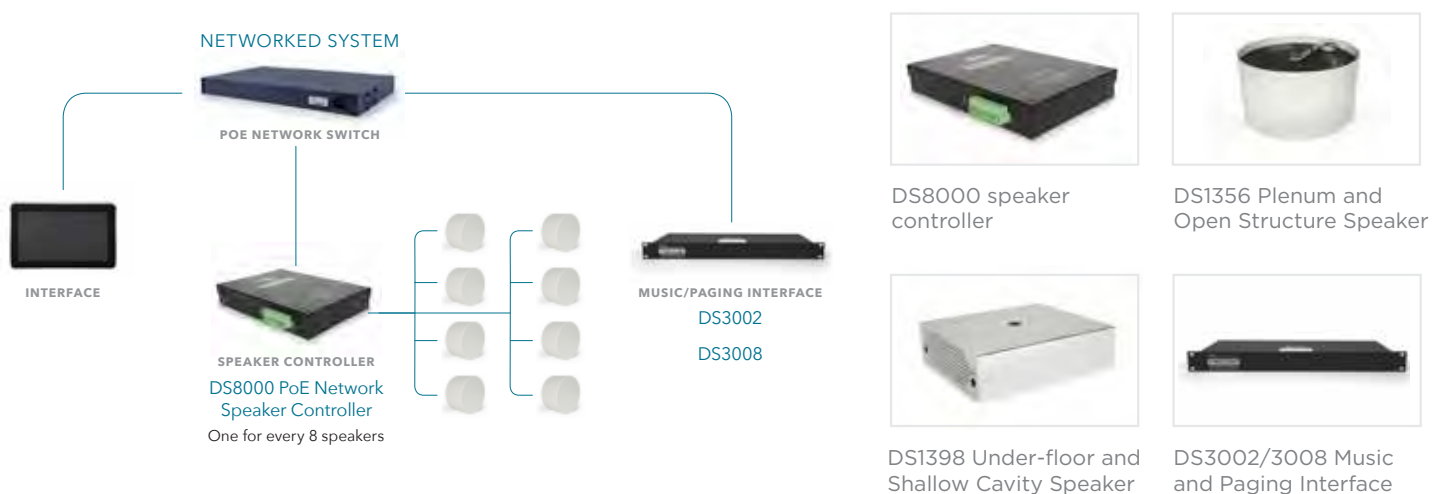 NETWORKED SYSTEM
POE NETWORK SWITCH
INTERFACE
SPEAKER CONTROLLER
DS8000 PoE Network
Speaker Controller
One for every 8 speakers
MUSIC/PAGING INTERFACE
DS3002
DS3008
DS8000 speaker
controller
DS1356 Plenum and
Open Structure Speaker
DS1398 Under-floor and
Shallow Cavity Speaker
DS3002/3008 Music
and Paging Interface